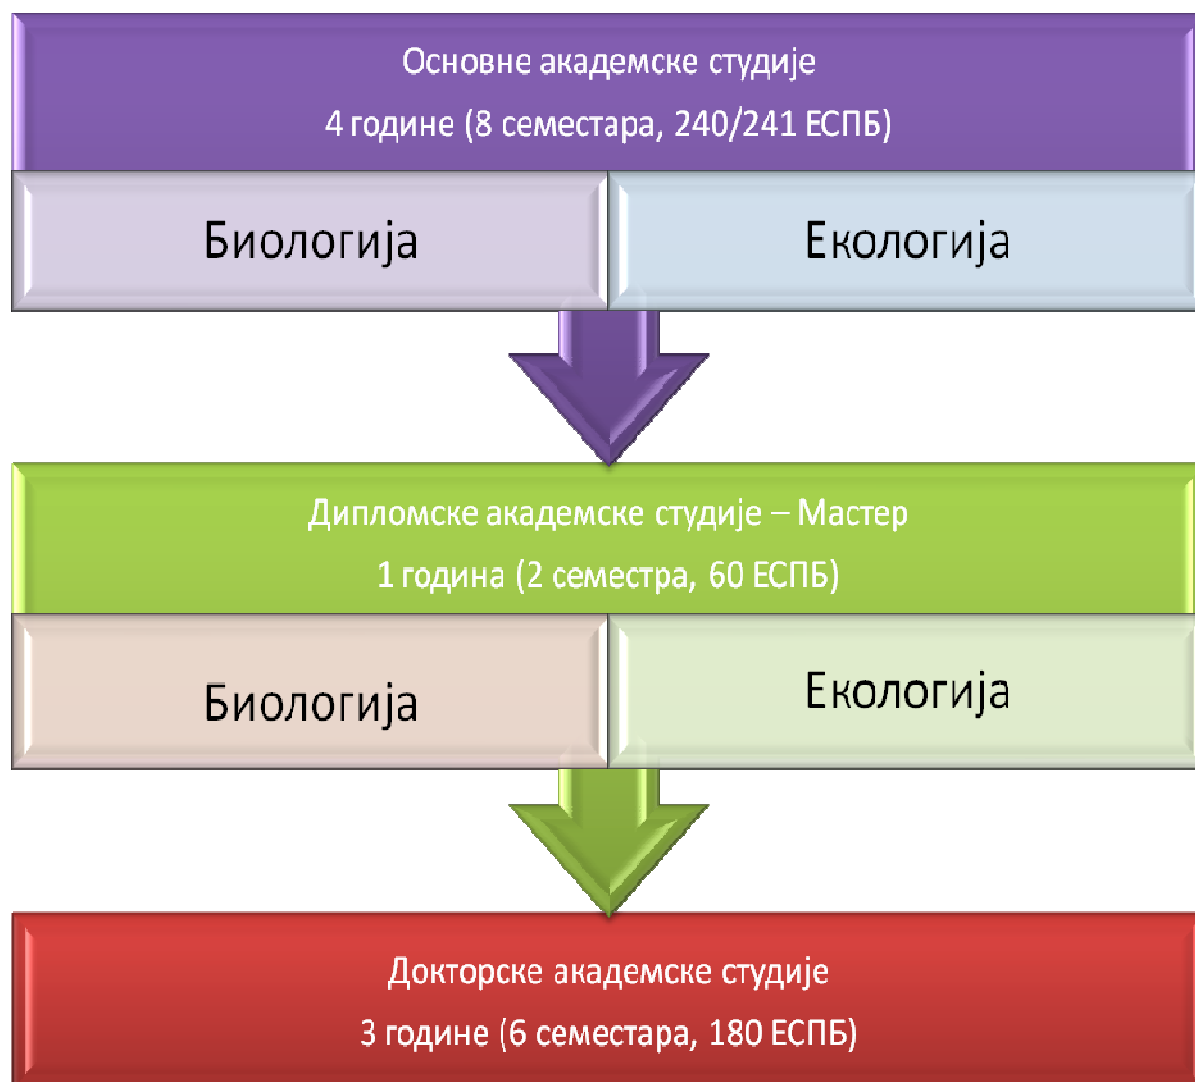 Основне академске студије
4 године (8 семестара, 240/241 ЕСПБ)
Биологија
Екологија
Дипломске академске студије – Мастер
1 година (2 семестра, 60 ЕСПБ)
Биологија
Екологија
Докторске академске студије
3 године (6 семестара, 180 ЕСПБ)